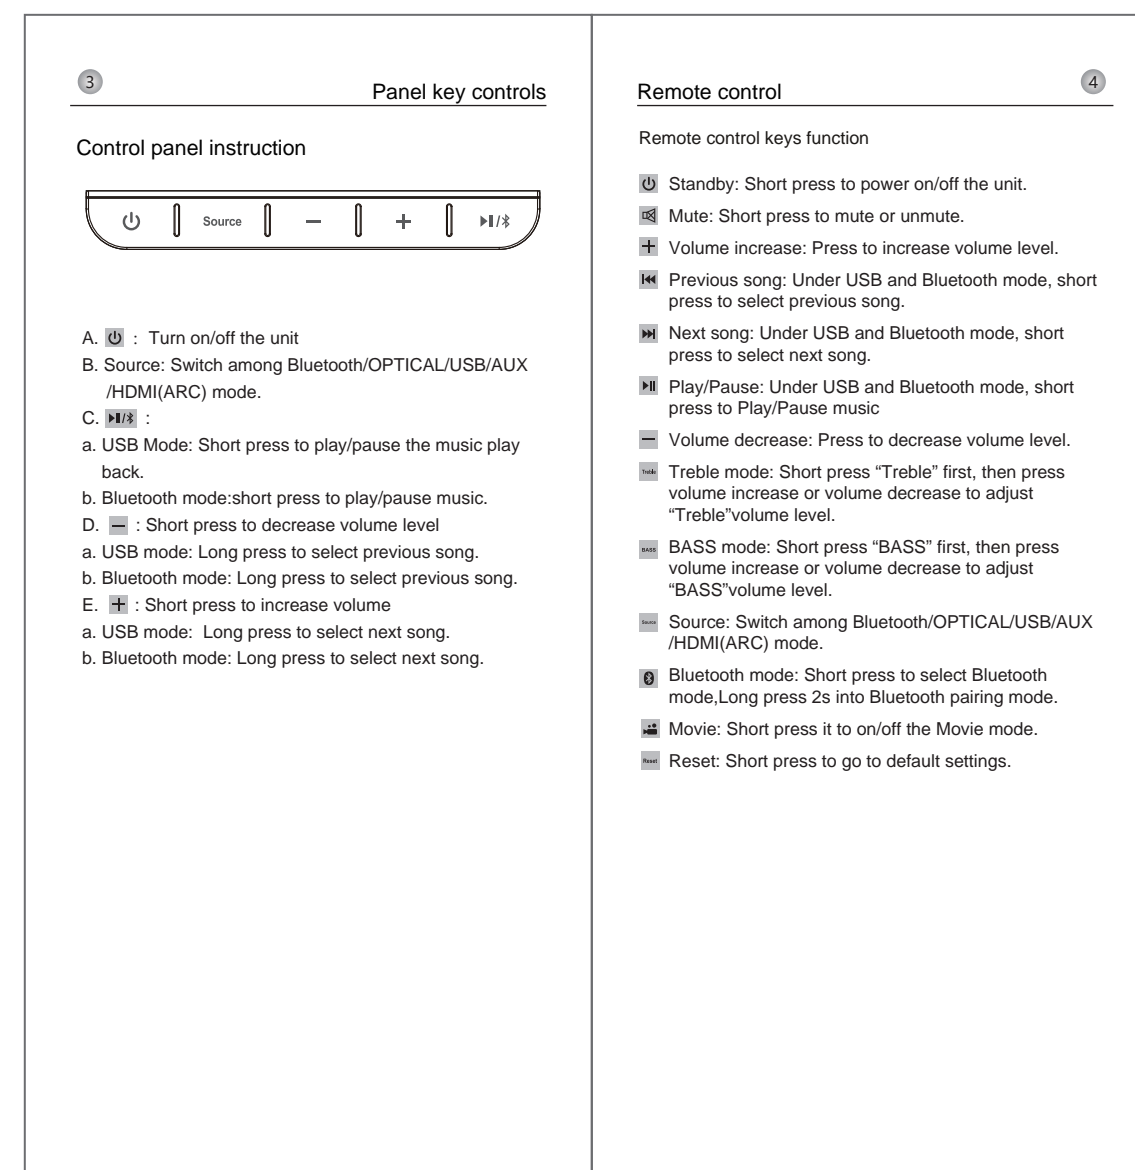 3
Panel key controls
Control panel instruction
Source
A. : Turn on/off the unit
B. Source: Switch among Bluetooth/OPTICAL/USB/AUX
/HDMI(ARC) mode.
C. :
a. USB Mode: Short press to play/pause the music play
back.
b. Bluetooth mode:short press to play/pause music.
D. : Short press to decrease volume level
a. USB mode: Long press to select previous song.
b. Bluetooth mode: Long press to select previous song.
E. : Short press to increase volume
a. USB mode: Long press to select next song.
b. Bluetooth mode: Long press to select next song.
Remote control
4
Remote control keys function
Standby: Short press to power on/off the unit.
Mute: Short press to mute or unmute.
Volume increase: Press to increase volume level.
Previous song: Under USB and Bluetooth mode, short
press to select previous song.
Next song: Under USB and Bluetooth mode, short
press to select next song.
Play/Pause: Under USB and Bluetooth mode, short
press to Play/Pause music
Volume decrease: Press to decrease volume level.
Treble Treble mode: Short press “Treble” first, then press
volume increase or volume decrease to adjust
“Treble”volume level.
BASS BASS mode: Short press “BASS” first, then press
volume increase or volume decrease to adjust
“BASS”volume level.
Source Source: Switch among Bluetooth/OPTICAL/USB/AUX
/HDMI(ARC) mode.
Bluetooth mode: Short press to select Bluetooth
mode,Long press 2s into Bluetooth pairing mode.
Movie: Short press it to on/off the Movie mode.
Reset Reset: Short press to go to default settings.